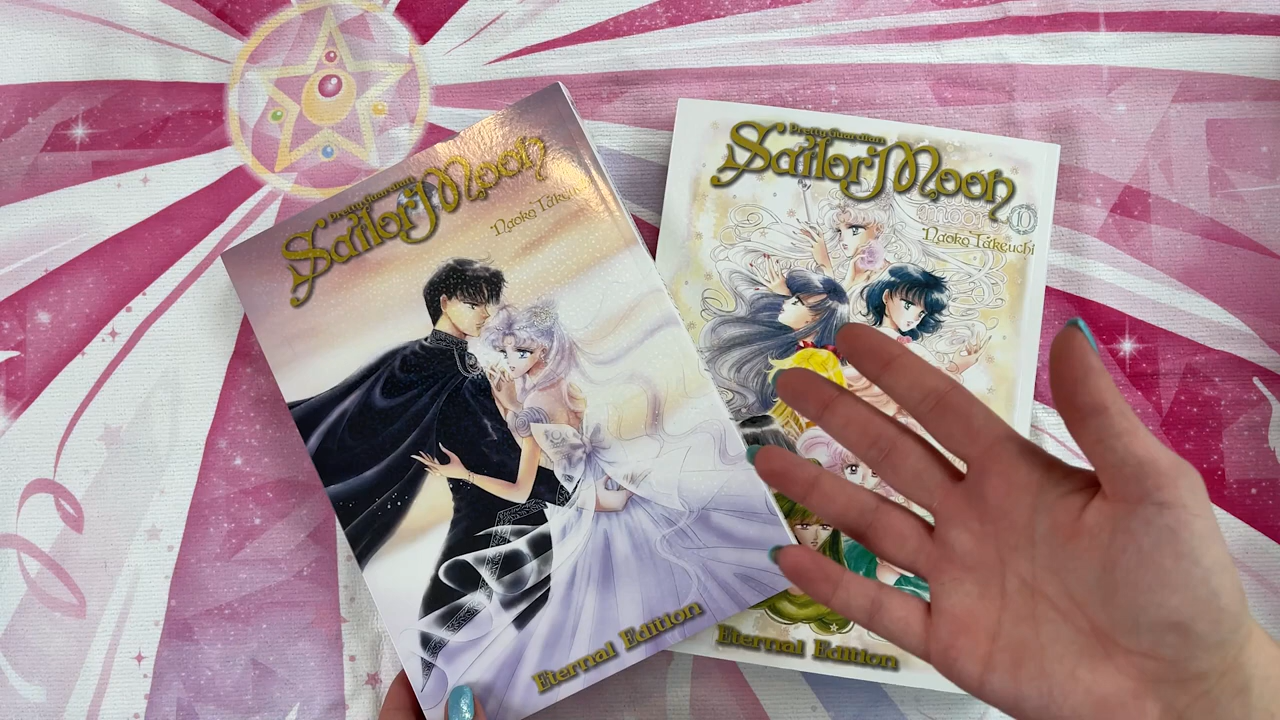 Pretty Guardian
Sailor Moon
Naoko Takeuchi
Eternal Edition
Pretty Guardian
Sailor Moon
10
Naoko Takeuchi
Eternal Edition